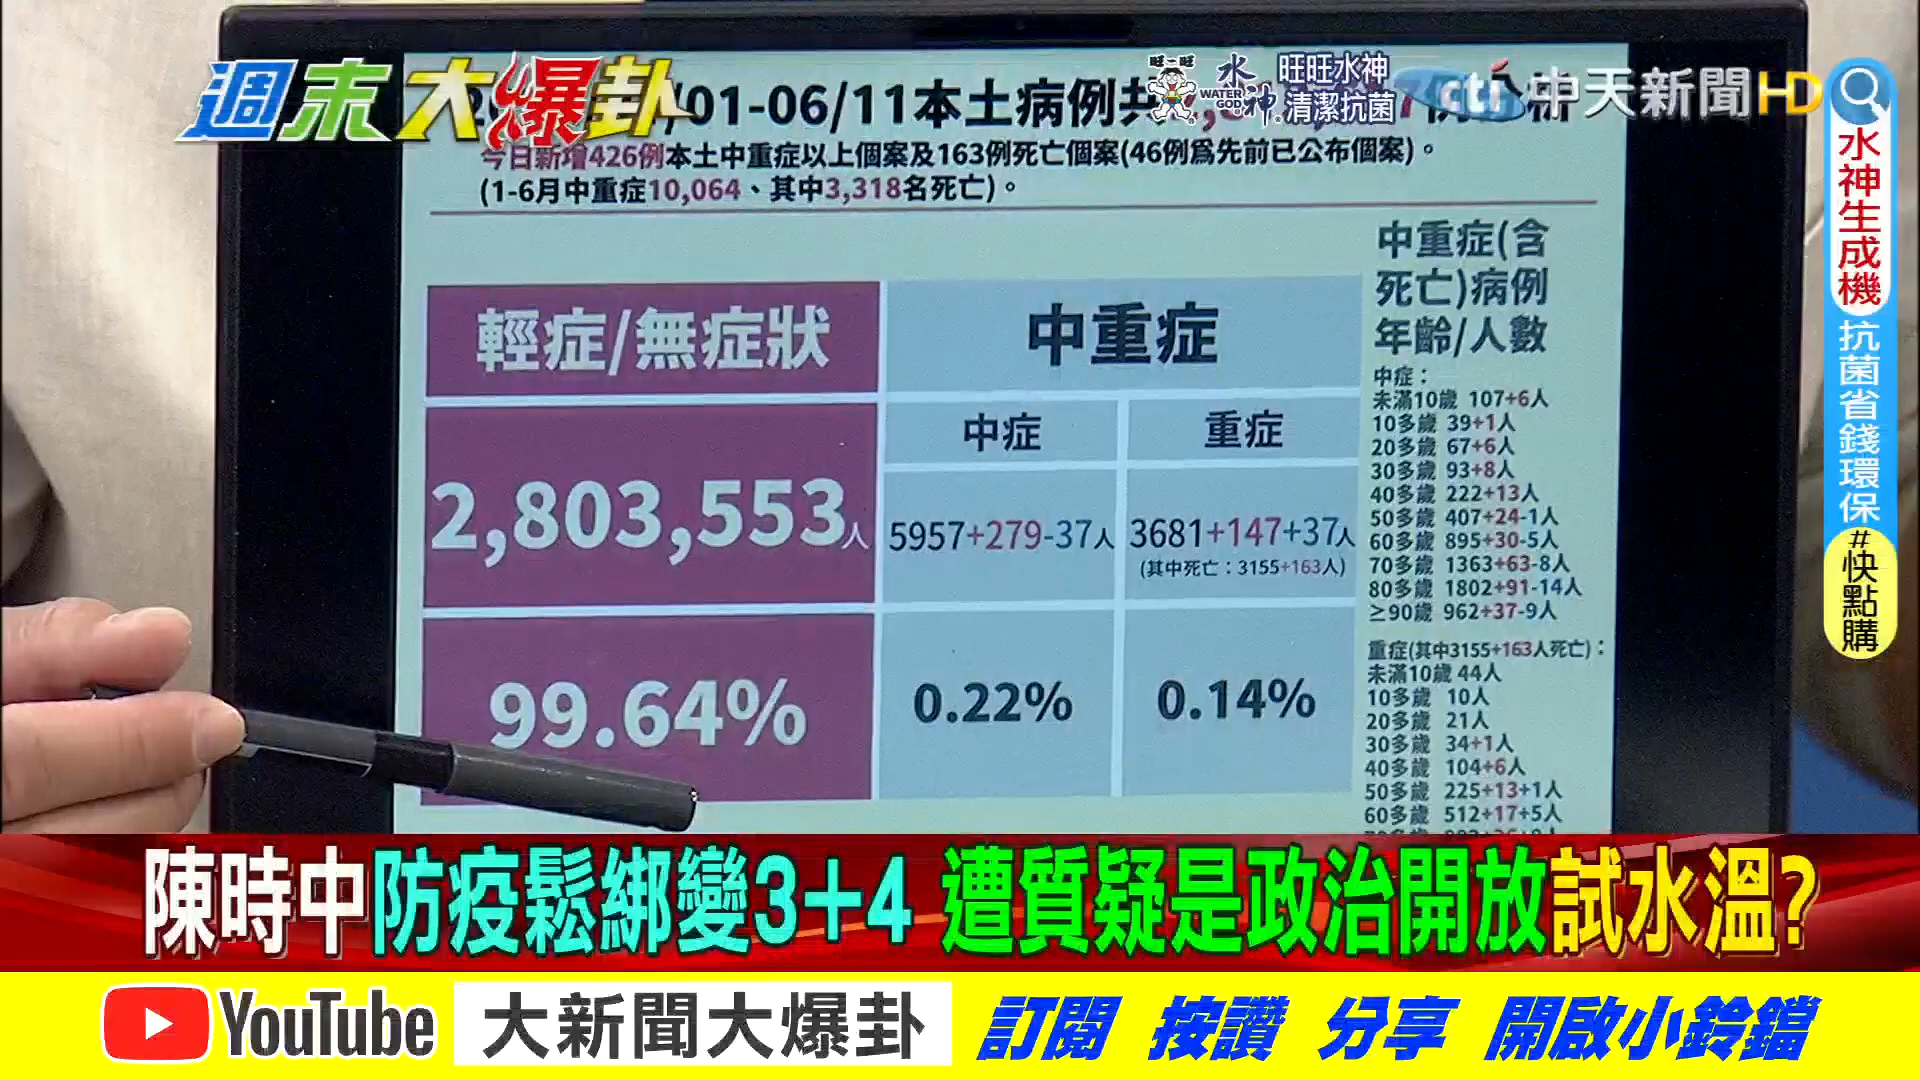 週末大爆卦
/01-06/11本土病例共
旺旺
水神
WATER GOD
旺旺水神
清潔抗菌
cti 中天新聞HD
今日新增426例本土中重症以上個案及163例死亡個案(46例為先前已公布個案)。
(1-6月中重症10,064、其中3,318名死亡)。
輕症/無症狀
中重症
中症
重症
2,803,553人
5957+279-37人
3681+147+37人
(其中死亡：3155+163人)
99.64%
0.22%
0.14%
中重症(含
死亡)病例
年齡/人數
中症：
未滿10歲 107+6人
10多歲 39+1人
20多歲 67+6人
30多歲 93+8人
40多歲 222+13人
50多歲 407+24-1人
60多歲 895+30-5人
70多歲 1363+63-8人
80多歲 1802+91-14人
≥90歲 962+37-9人
重症(其中3155+163人死亡)：
未滿10歲 44人
10多歲 10人
20多歲 21人
30多歲 34+1人
40多歲 104+6人
50多歲 225+13+1人
60多歲 512+17+5人
水神生成機
抗菌省錢環保
#快點購
陳時中防疫鬆綁變3+4 遭質疑是政治開放試水溫?
YouTube 大新聞大爆卦 訂閱 按讚 分享 開啟小鈴鐺